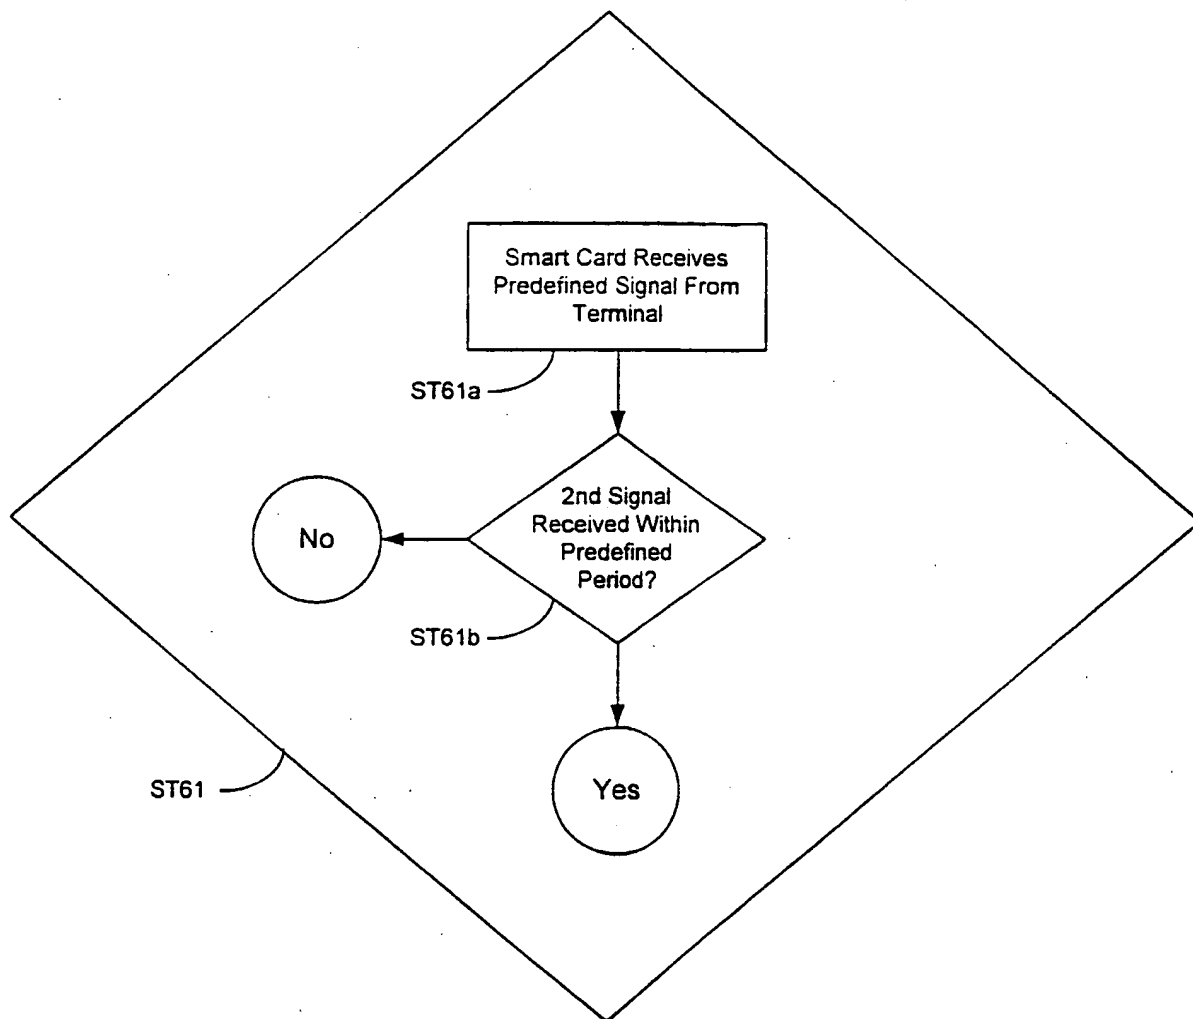 Smart Card Receives
Predefined Signal From
Terminal
ST61a
2nd Signal
Received Within
Predefined
Period?
No
ST61b
Yes
ST61